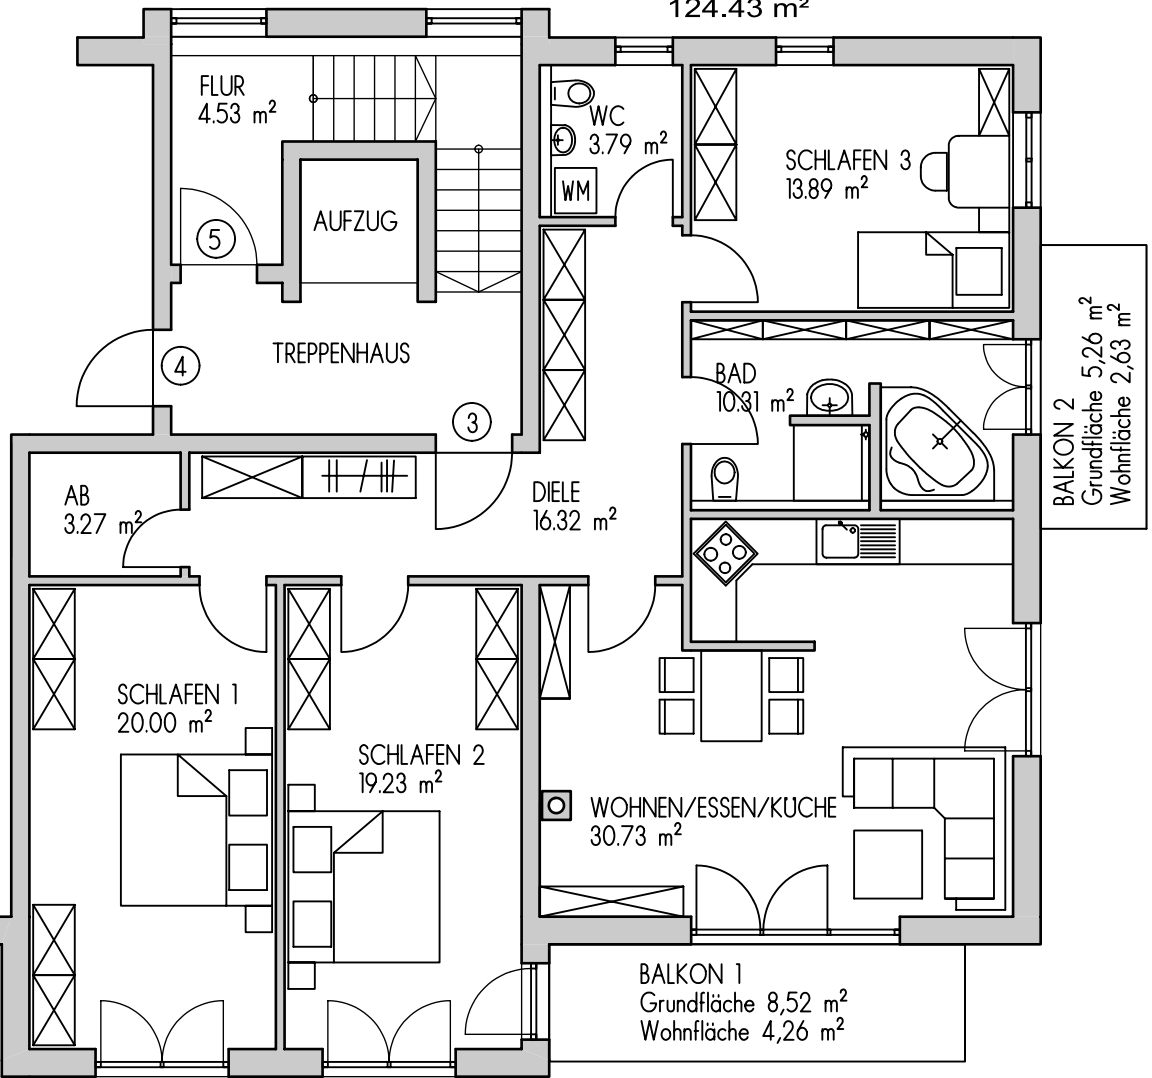 124.43 m²
FLUR
4.53 m²
WC
3.79 m²
WM
SCHLAFEN 3
13.89 m²
AUFZUG
5
TREPPENHAUS
4
3
BAD
10.31 m²
BALKON 2
Grundfläche 5,26 m²
Wohnfläche 2,63 m²
AB
3.27 m²
DIELE
16.32 m²
SCHLAFEN 1
20.00 m²
SCHLAFEN 2
19.23 m²
WOHNEN/ESSEN/KÜCHE
30.73 m²
BALKON 1
Grundfläche 8,52 m²
Wohnfläche 4,26 m²